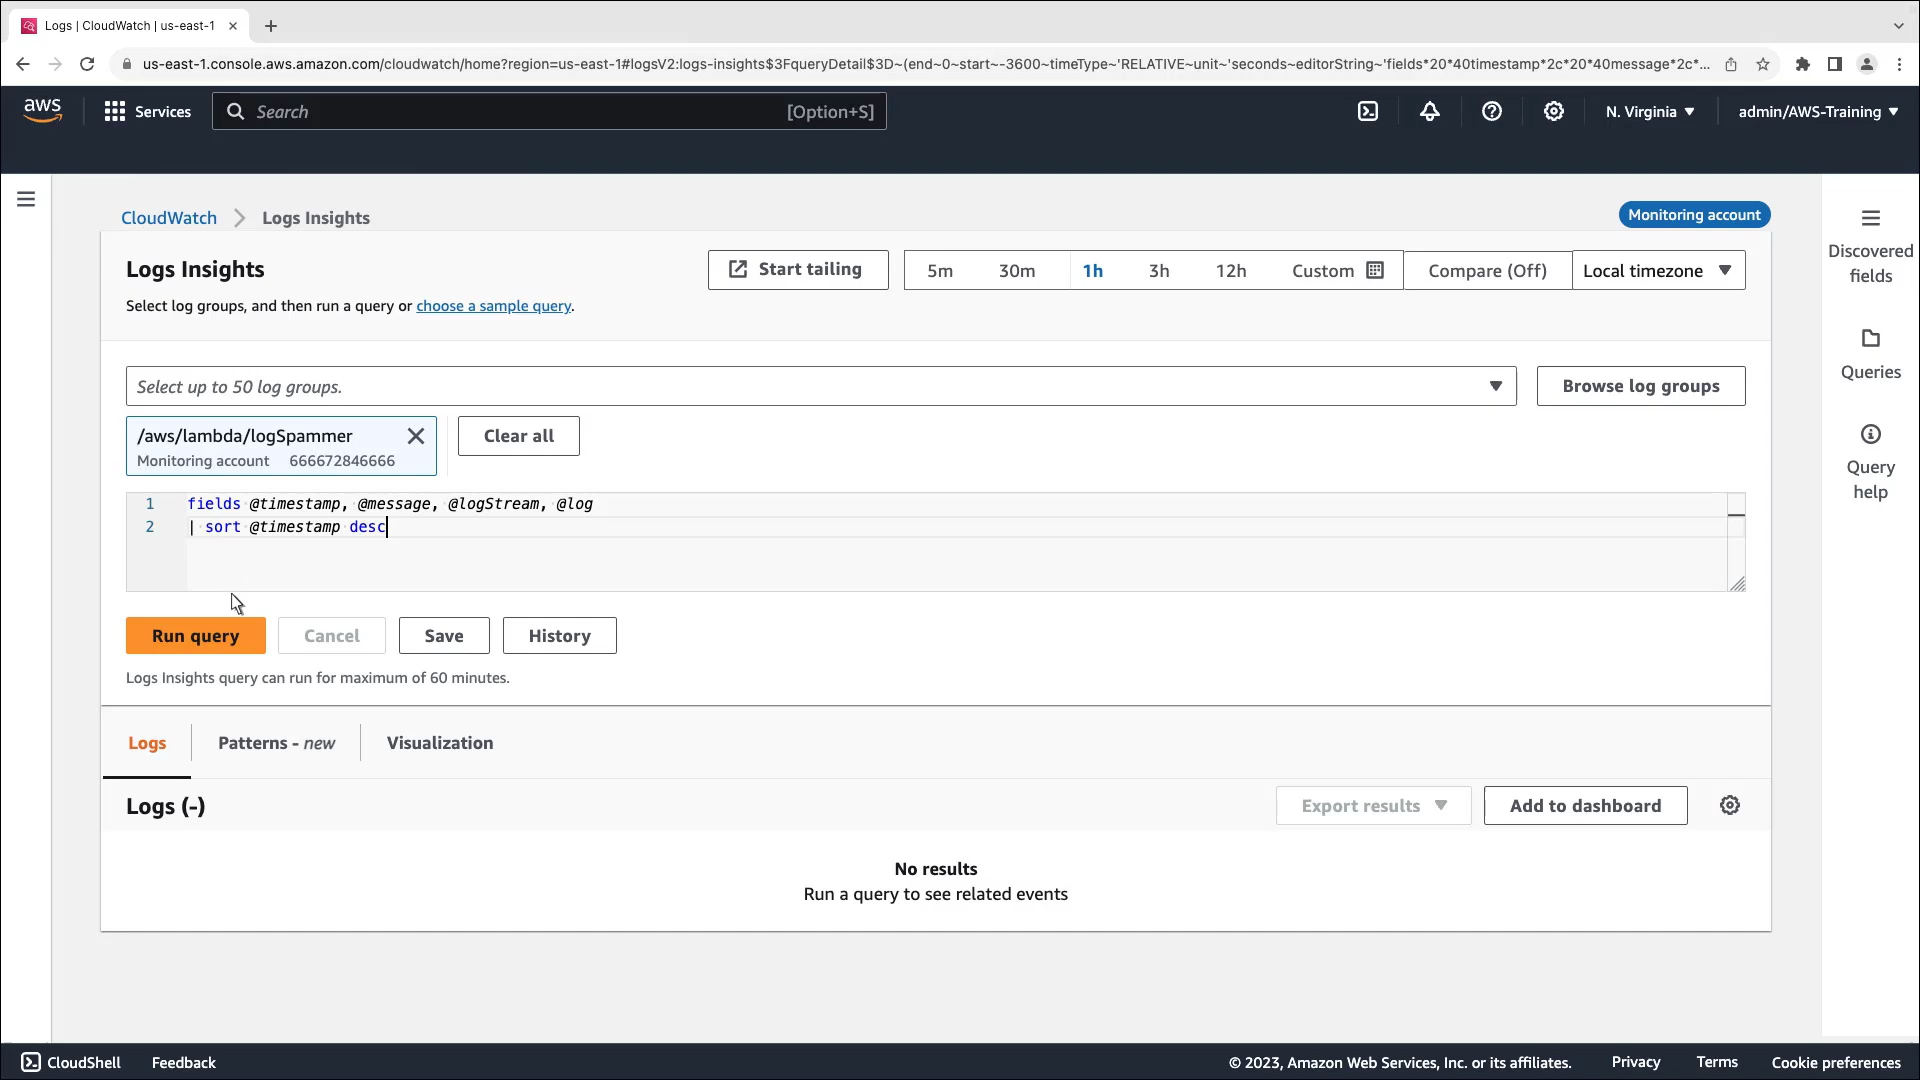 Logs | CloudWatch | us-east-1
us-east-1.console.aws.amazon.com/cloudwatch/home?region=us-east-1#logsV2:logs-insights$3FqueryDetail$3D~(end~0~start~-3600~timeType~'RELATIVE~unit~'seconds~editorString~'fields*20*40timestamp*2c*20*40message*2c*...
aws
Services
Search
[Option+S]
N. Virginia
admin/AWS-Training
CloudWatch
Logs Insights
Monitoring account
Logs Insights
Start tailing
5m
30m
1h
3h
12h
Custom
Compare (Off)
Local timezone
Select log groups, and then run a query or choose a sample query.
Select up to 50 log groups.
Browse log groups
/aws/lambda/logSpammer
Monitoring account 666672846666
Clear all
1 fields @timestamp, @message, @logStream, @log
2 | sort @timestamp desc
Run query
Cancel
Save
History
Logs Insights query can run for maximum of 60 minutes.
Logs
Patterns - new
Visualization
Logs (-)
Export results
Add to dashboard
No results
Run a query to see related events
Discovered
fields
Queries
Query
help
CloudShell
Feedback
© 2023, Amazon Web Services, Inc. or its affiliates.
Privacy
Terms
Cookie preferences